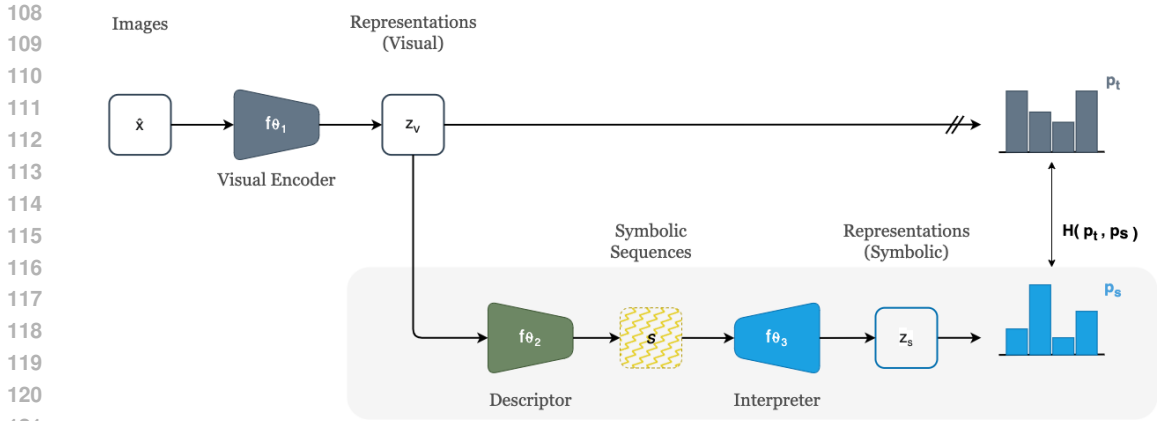 108
109
110
111
112
113
114
115
116
117
118
119
120
Images
Representations
(Visual)
x̂
fθ1
zv
Visual Encoder
pt
H( pt , ps )
Symbolic
Sequences
Representations
(Symbolic)
fθ2
s
fθ3
zs
ps
Descriptor
Interpreter